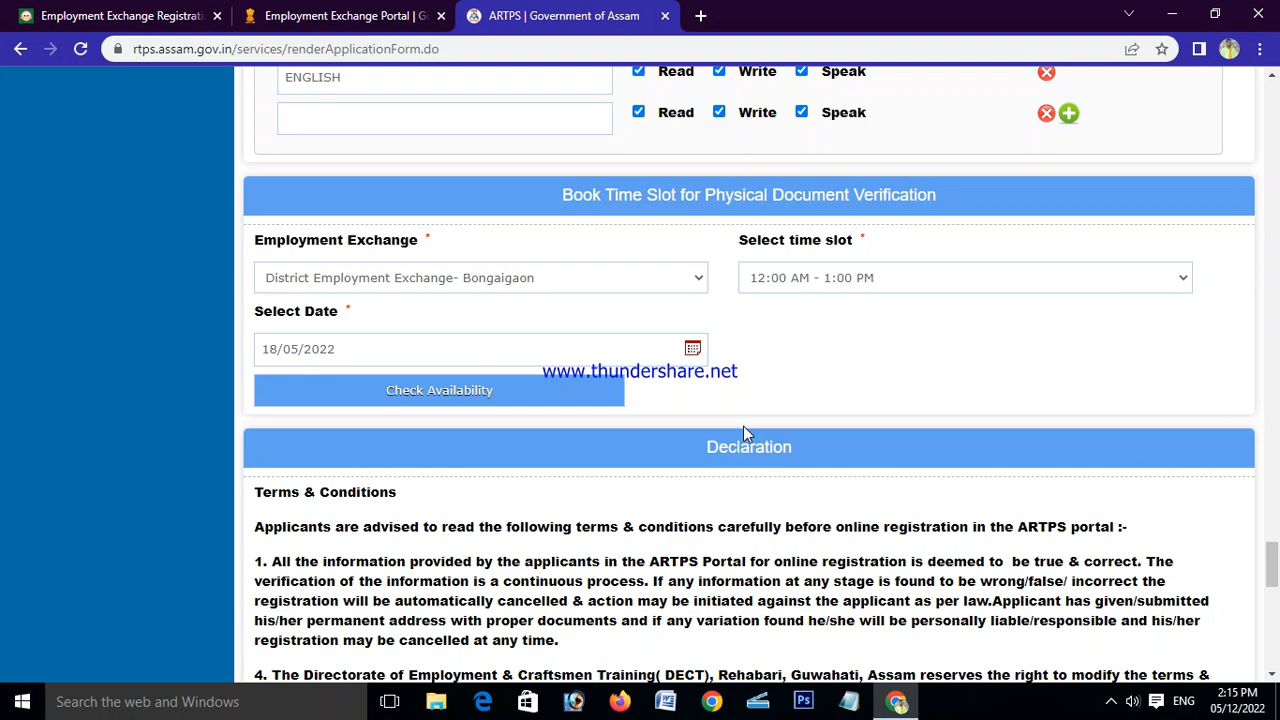 Employment Exchange Registrati
Employment Exchange Portal | Go
ARTPS | Government of Assam
rtps.assam.gov.in/services/renderApplicationForm.do
ENGLISH
Read Write Speak
Read Write Speak
Book Time Slot for Physical Document Verification
Employment Exchange *
Select time slot *
District Employment Exchange- Bongaigaon
12:00 AM - 1:00 PM
Select Date *
18/05/2022
www.thundershare.net
Check Availability
Declaration
Terms & Conditions
Applicants are advised to read the following terms & conditions carefully before online registration in the ARTPS portal :-
1. All the information provided by the applicants in the ARTPS Portal for online registration is deemed to be true & correct. The
verification of the information is a continuous process. If any information at any stage is found to be wrong/false/ incorrect the
registration will be automatically cancelled & action may be initiated against the applicant as per law.Applicant has given/submitted
his/her permanent address with proper documents and if any variation found he/she will be personally liable/responsible and his/her
registration may be cancelled at any time.
4. The Directorate of Employment & Craftsmen Training( DECT), Rehabari, Guwahati, Assam reserves the right to modify the terms &
Search the web and Windows
W
Ps
ENG
2:15 PM
05/12/2022